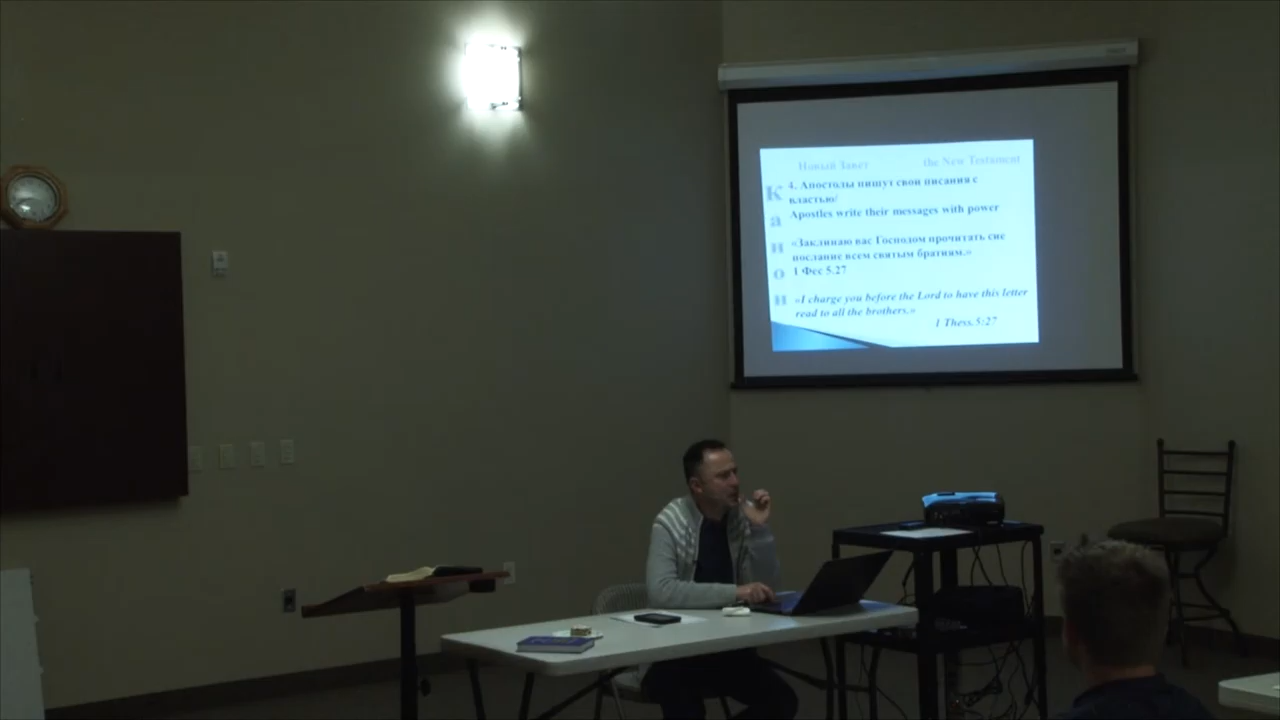 Новый Завет the New Testament
4. Апостолы пишут свои писания с
властью/
Apostles write their messages with power
«Заклинаю вас Господом прочитать сие
послание всем святым братиям.»
1 Фес 5.27
«I charge you before the Lord to have this letter
read to all the brothers.»
1 Thess.5:27
К
а
н
о
н